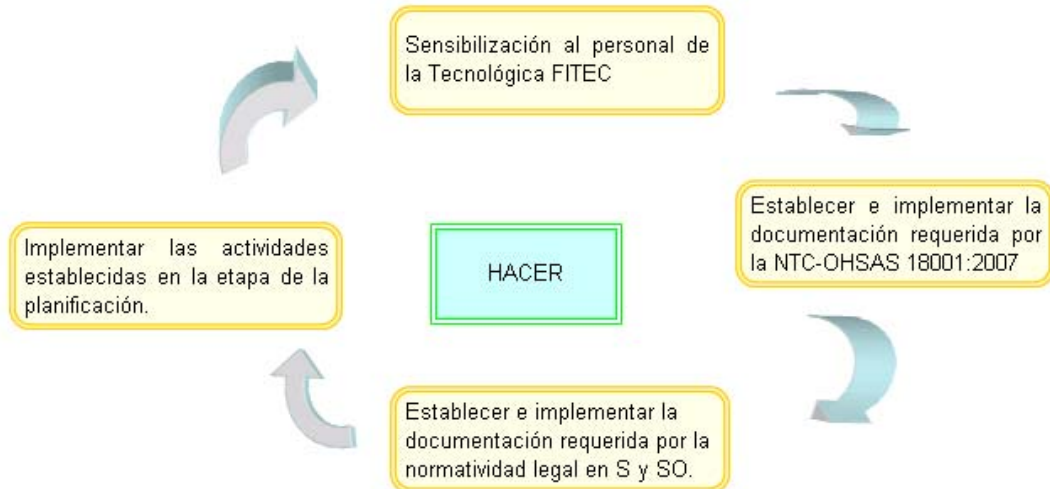 Sensibilización al personal de
la Tecnológica FITEC
Establecer e implementar la
documentación requerida por
la NTC-OHSAS 18001:2007
Establecer e implementar la
documentación requerida por la
normatividad legal en S y SO.
Implementar las actividades
establecidas en la etapa de la
planificación.
HACER